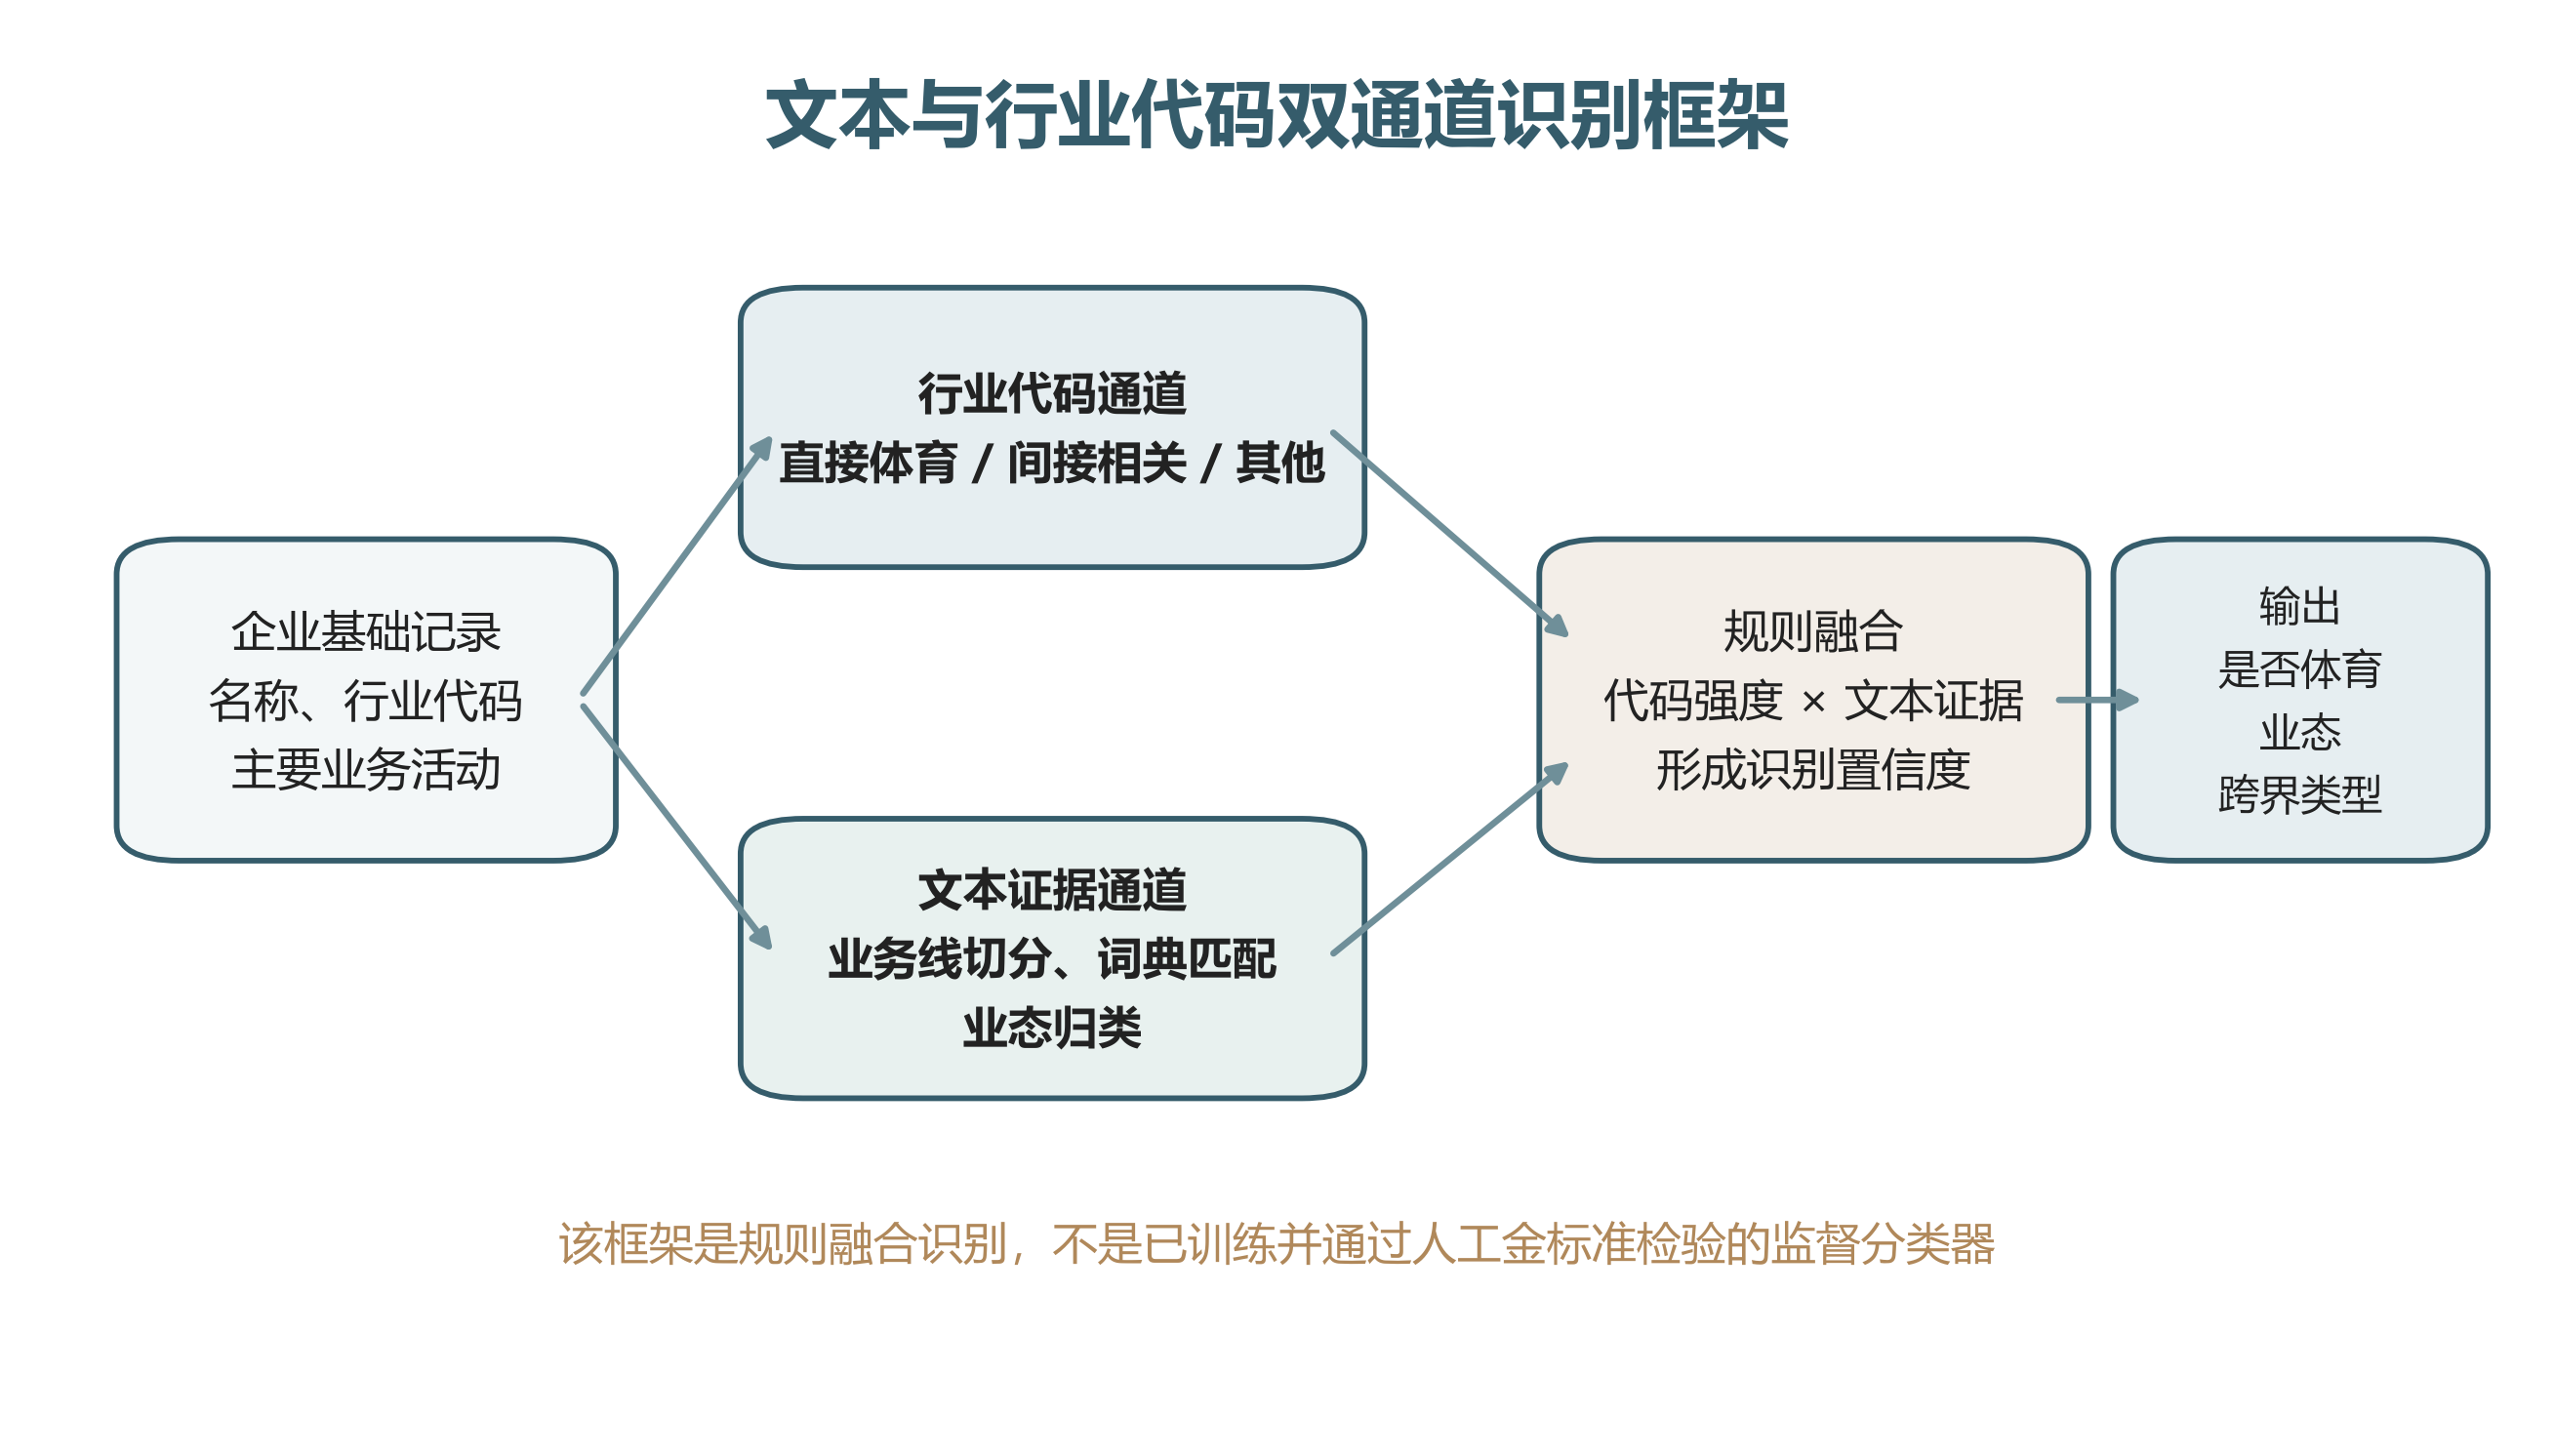 文本与行业代码双通道识别框架
行业代码通道
直接体育 / 间接相关 / 其他
企业基础记录
名称、行业代码
主要业务活动
文本证据通道
业务线切分、词典匹配
业态归类
规则融合
代码强度 × 文本证据
形成识别置信度
输出
是否体育
业态
跨界类型
该框架是规则融合识别，不是已训练并通过人工金标准检验的监督分类器